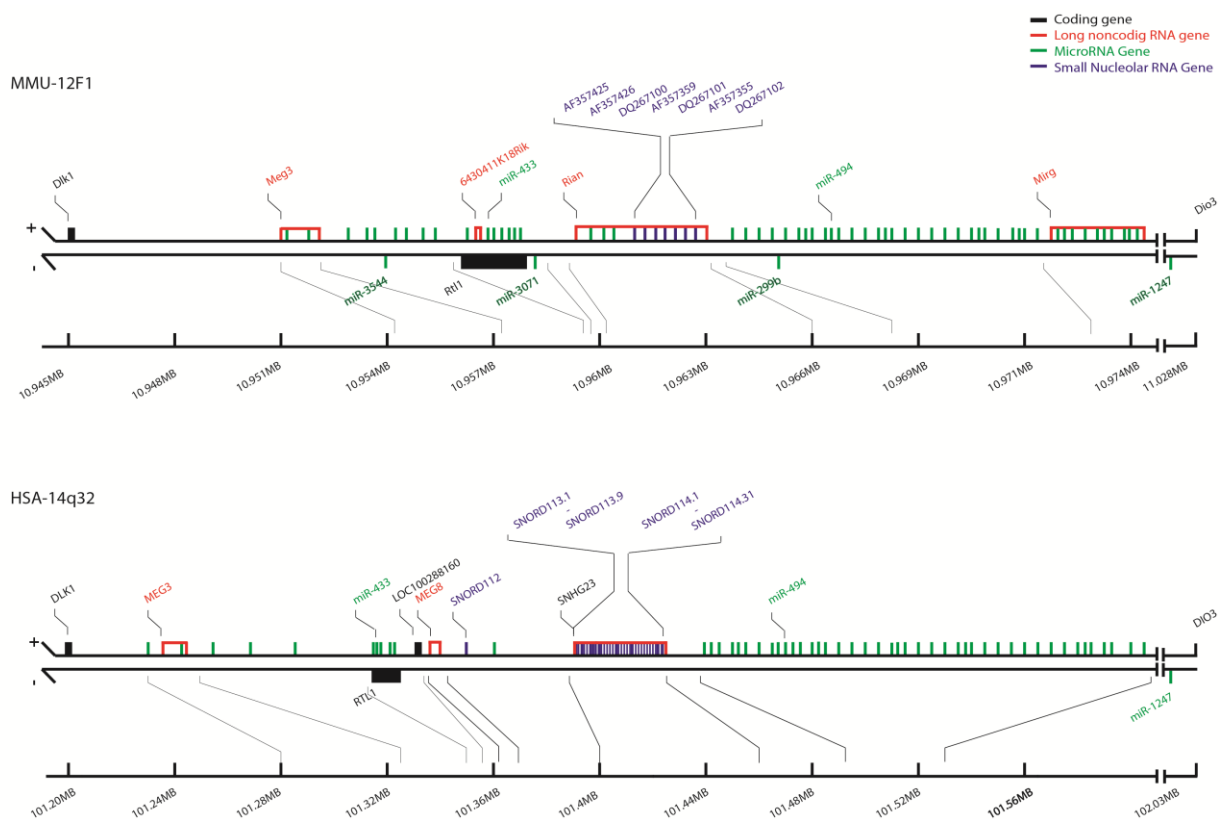 Coding gene
Long noncodig RNA gene
MicroRNA Gene
Small Nucleolar RNA Gene
MMU-12F1
AF357425
AF357426
DQ267100
AF357359
DQ267101
AF357355
DQ267102
Dlk1
Meg3
6430411K18Rik
miR-433
Rian
miR-494
Mirg
Dio3
+
-
miR-3544
Rtl1
miR-3071
miR-299b
miR-1247
10.945MB
10.948MB
10.951MB
10.954MB
10.957MB
10.96MB
10.963MB
10.966MB
10.969MB
10.971MB
10.974MB
11.028MB
HSA-14q32
SNORD113.1
-
SNORD113.9
SNORD114.1
-
SNORD114.31
DLK1
MEG3
miR-433
LOC100288160
MEG8
SNORD112
SNHG23
miR-494
DIO3
+
-
RTL1
miR-1247
101.20MB
101.24MB
101.28MB
101.32MB
101.36MB
101.4MB
101.44MB
101.48MB
101.52MB
101.56MB
102.03MB